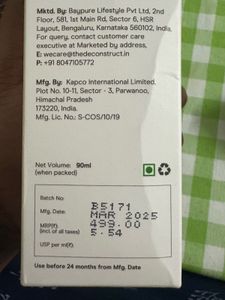 Mktd. By: Baypure Lifestyle Pvt Ltd, 2nd
Floor, 581, 1st Main Rd, Sector 6, HSR
Layout, Bengaluru, Karnataka 560102, India
For query, contact customer care
executive at Marketed by address,
E: wecare@thedeconstruct.in
P: +91 8047105772
Mfg. By: Kapco International Limited.
Plot No. 10-11, Sector - 3, Parwanoo,
Himachal Pradesh
173220, India.
Mfg. Lic. No.: S-COS/10/19
Net Volume: 90ml
(when packed)
Batch No: B5171
Mfg. Date: MAR 2025
MRP(₹): 499.00
(Incl. of all taxes)
USP per ml(₹). 5.54
Use before 24 months from Mfg. Date